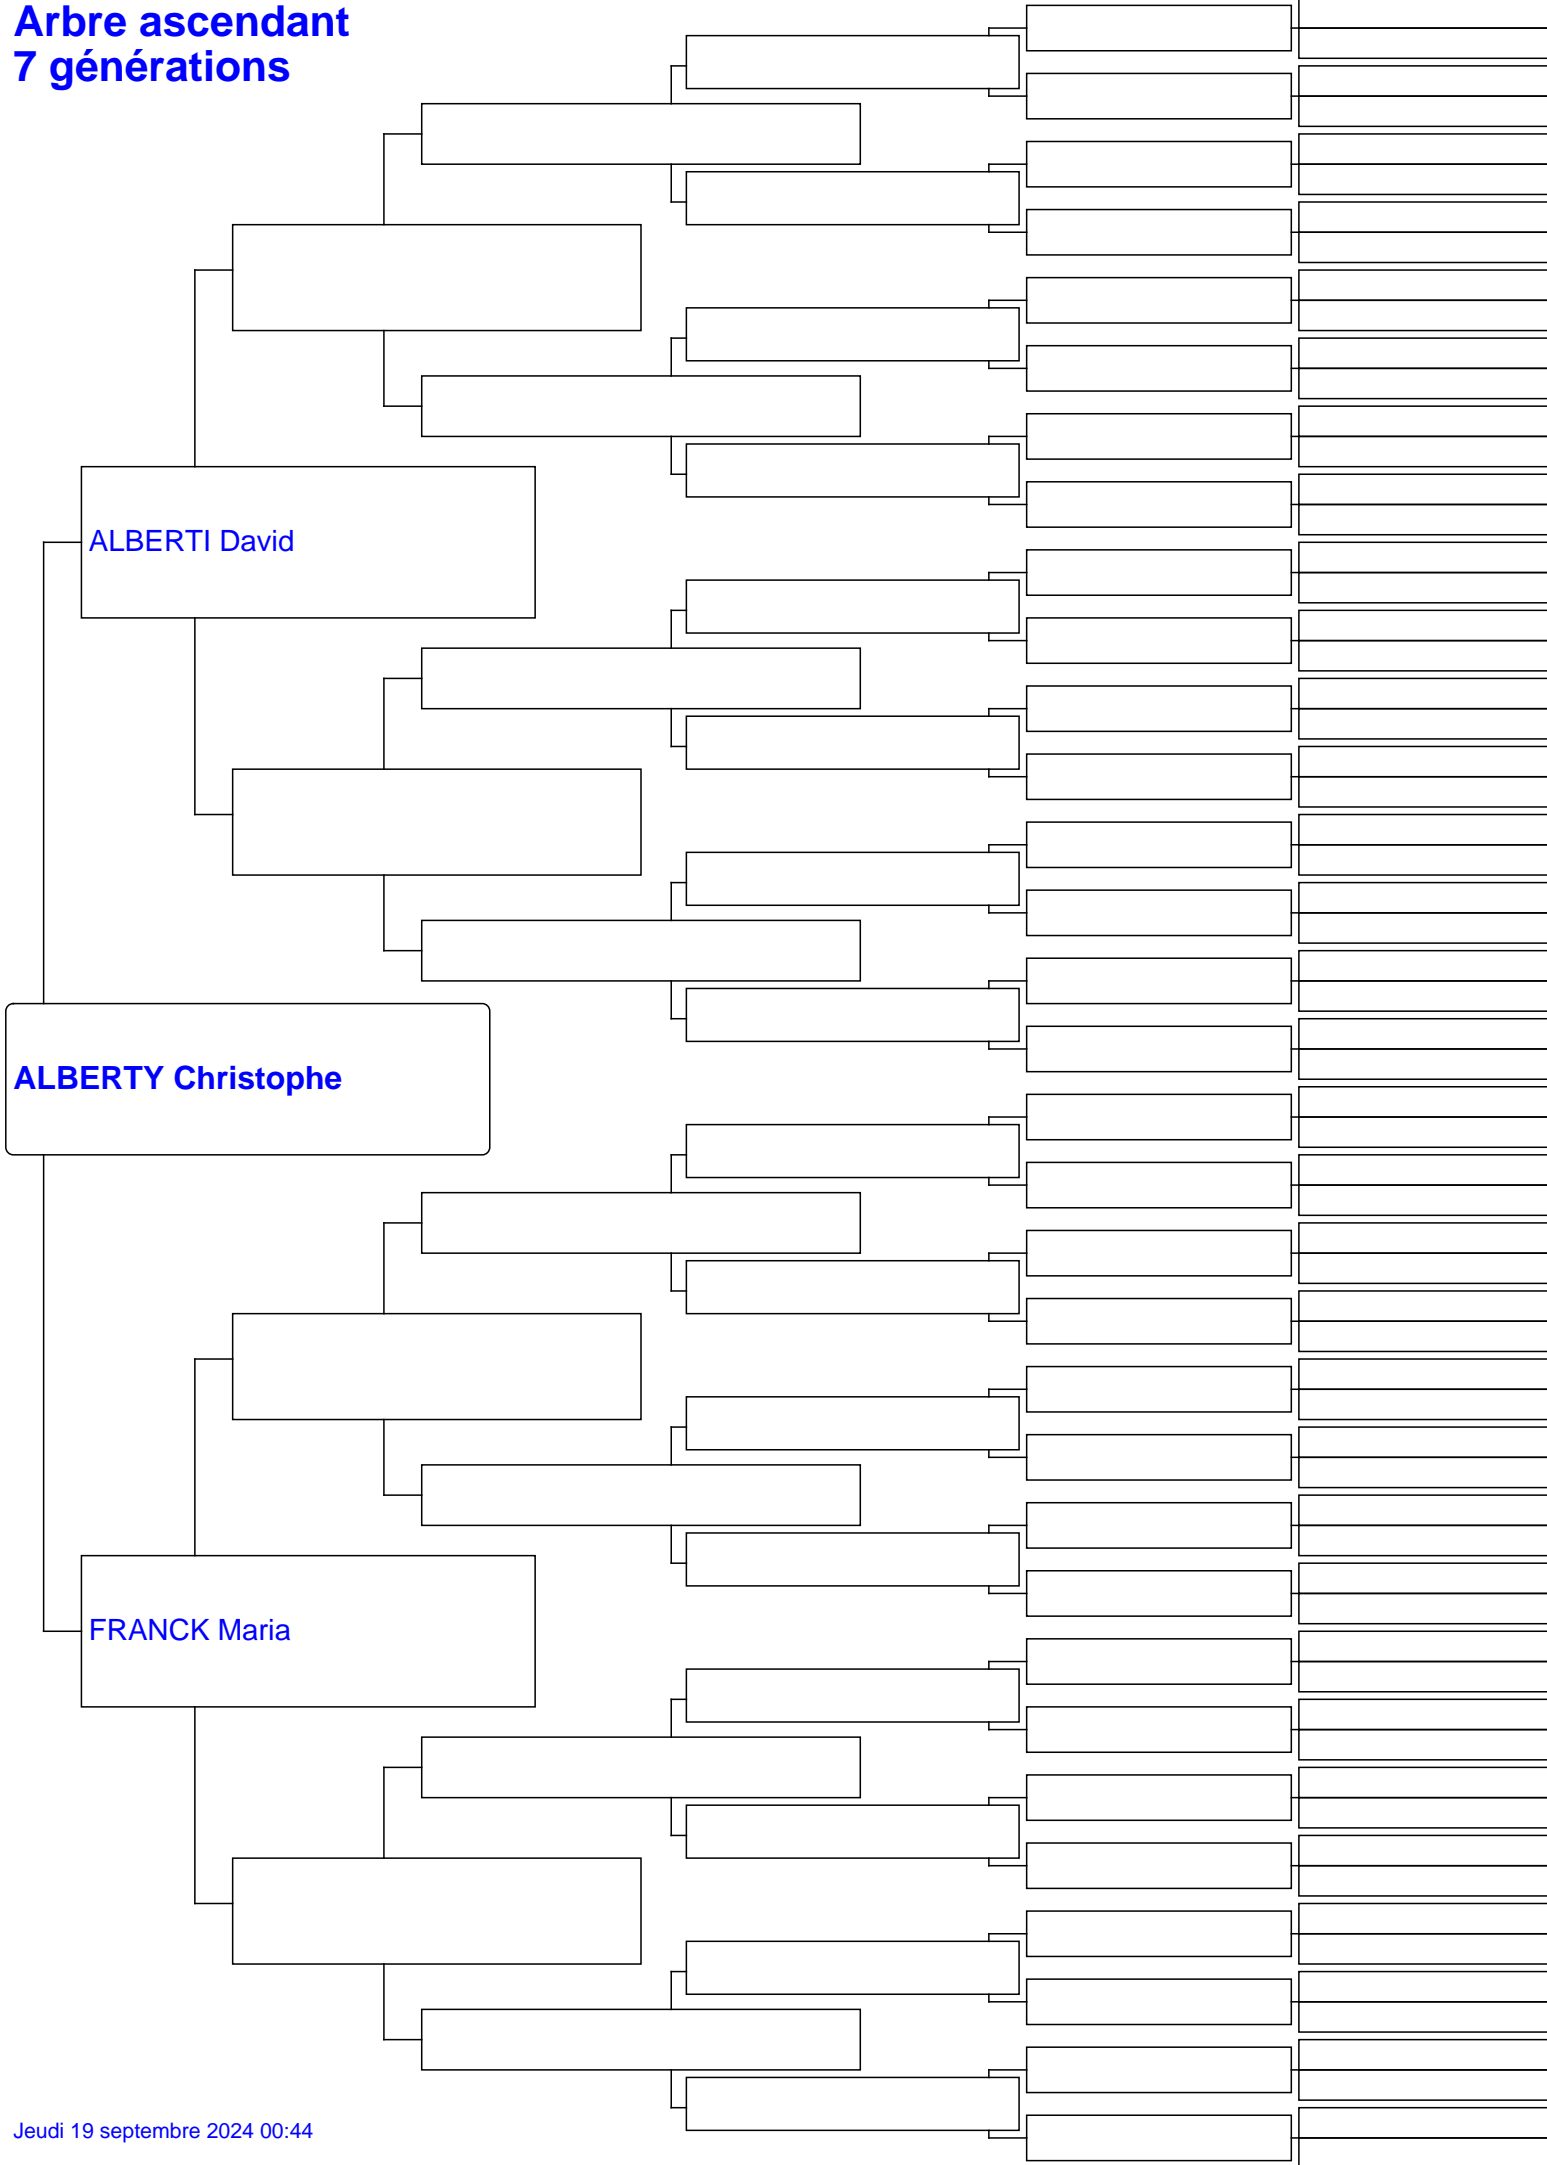 Arbre ascendant
7 générations
ALBERTI David
ALBERTY Christophe
FRANCK Maria
Jeudi 19 septembre 2024 00:44